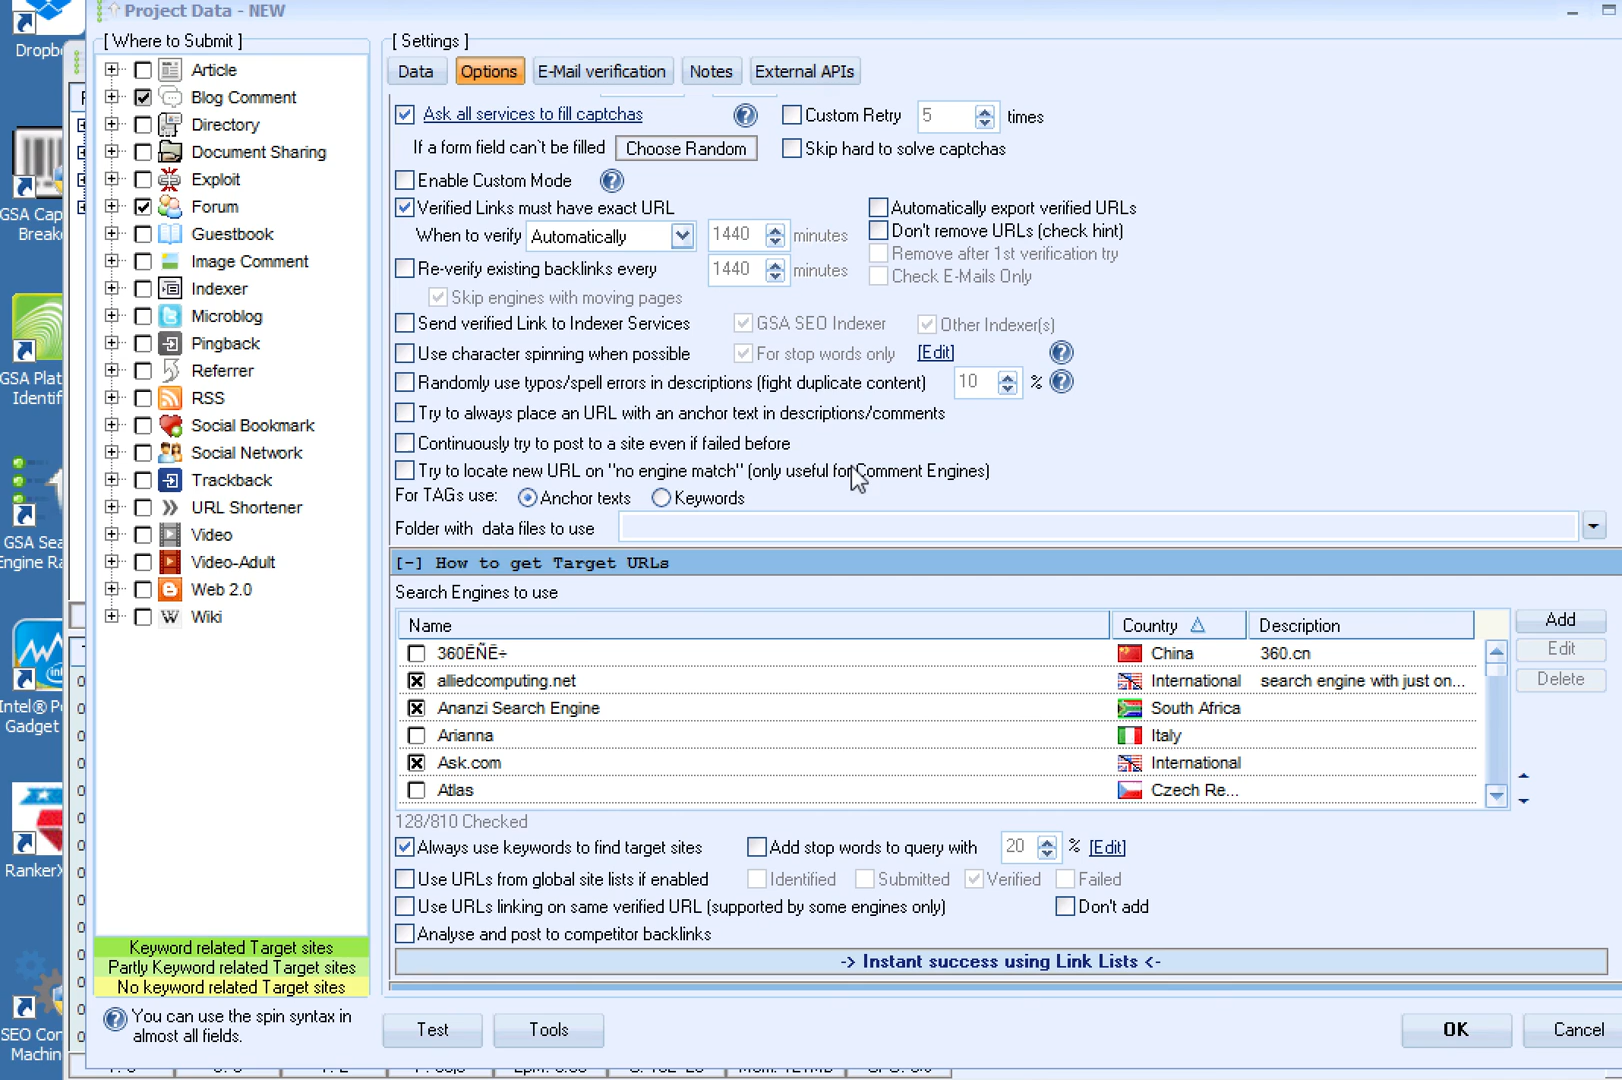 Project Data - NEW
Dropbo
GSA Cap
Break
GSA Plat
Identif
GSA Sea
Engine Ra
Intel® P
Gadget
RankerX
SEO Con
Machin
[ Where to Submit ]
Article
Blog Comment
Directory
Document Sharing
Exploit
Forum
Guestbook
Image Comment
Indexer
Microblog
Pingback
Referrer
RSS
Social Bookmark
Social Network
Trackback
URL Shortener
Video
Video-Adult
Web 2.0
Wiki
Keyword related Target sites
Partly Keyword related Target sites
No keyword related Target sites
You can use the spin syntax in
almost all fields.
[ Settings ]
Data Options E-Mail verification Notes External APIs
Ask all services to fill captchas Custom Retry 5 times
If a form field can`t be filled Choose Random Skip hard to solve captchas
Enable Custom Mode
Verified Links must have exact URL Automatically export verified URLs
When to verify Automatically 1440 minutes Don't remove URLs (check hint)
Remove after 1st verification try
Re-verify existing backlinks every 1440 minutes Check E-Mails Only
Skip engines with moving pages
Send verified Link to Indexer Services GSA SEO Indexer Other Indexer(s)
Use character spinning when possible For stop words only [Edit]
Randomly use typos/spell errors in descriptions (fight duplicate content) 10 %
Try to always place an URL with an anchor text in descriptions/comments
Continuously try to post to a site even if failed before
Try to locate new URL on "no engine match" (only useful for Comment Engines)
For TAGs use: Anchor texts Keywords
Folder with data files to use
[-] How to get Target URLs
Search Engines to use
Name Country Description
360ËÑË÷ China 360.cn
alliedcomputing.net International search engine with just on...
Ananzi Search Engine South Africa
Arianna Italy
Ask.com International
Atlas Czech Re...
Add
Edit
Delete
128/810 Checked
Always use keywords to find target sites Add stop words to query with 20 % [Edit]
Use URLs from global site lists if enabled Identified Submitted Verified Failed
Use URLs linking on same verified URL (supported by some engines only) Don't add
Analyse and post to competitor backlinks
-> Instant success using Link Lists <-
Test Tools OK Cancel